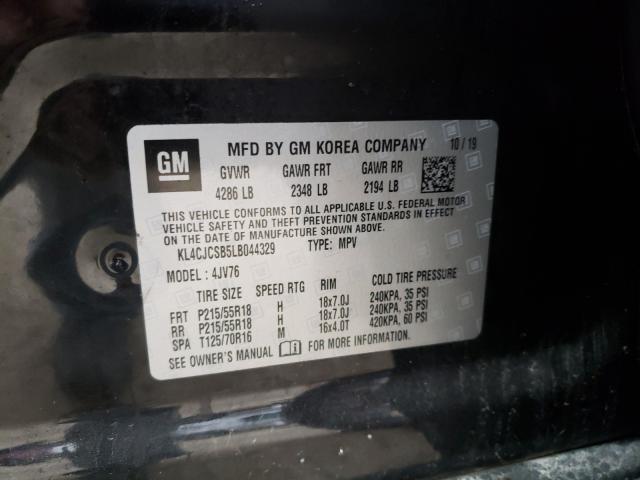 GM
MFD BY GM KOREA COMPANY 10/19
GVWR GAWR FRT GAWR RR
4286 LB 2348 LB 2194 LB
THIS VEHICLE CONFORMS TO ALL APPLICABLE U.S. FEDERAL MOTOR
VEHICLE SAFETY AND THEFT PREVENTION STANDARDS IN EFFECT
ON THE DATE OF MANUFACTURE SHOWN ABOVE.
KL4CJCSB5LB044329 TYPE: MPV
MODEL: 4JV76
TIRE SIZE SPEED RTG RIM COLD TIRE PRESSURE
FRT P215/55R18 H 18x7.0J 240KPA, 35 PSI
RR P215/55R18 H 18x7.0J 240KPA, 35 PSI
SPA T125/70R16 M 16x4.0T 420KPA, 60 PSI
SEE OWNER'S MANUAL FOR MORE INFORMATION.